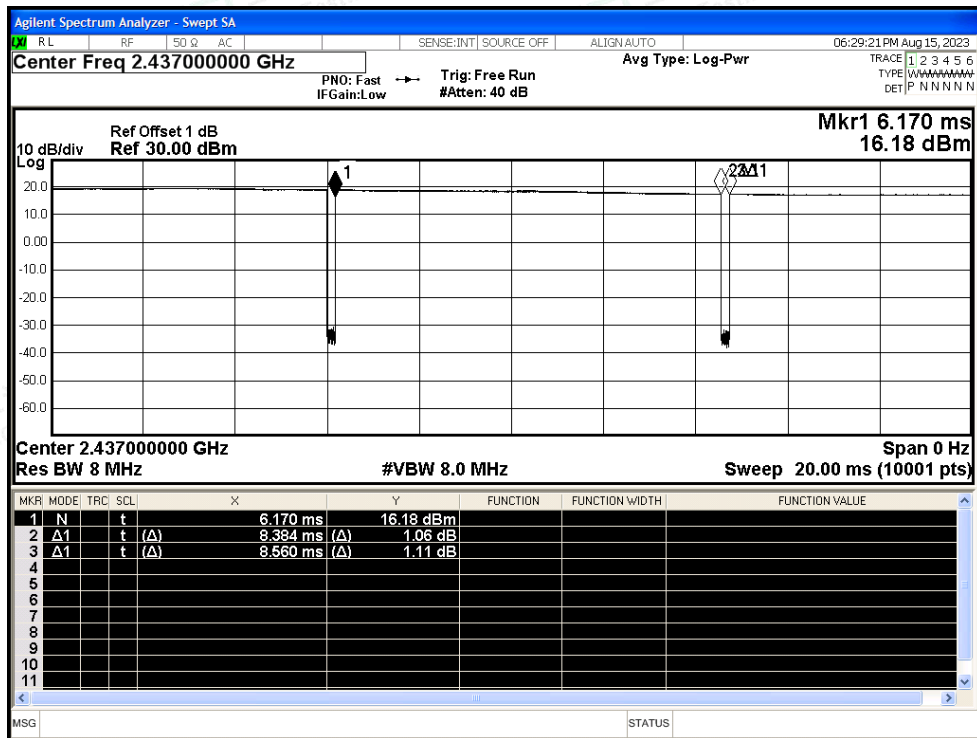 Agilent Spectrum Analyzer - Swept SA
LXI RL RF 50 Ω AC SENSE:INT SOURCE OFF ALIGN AUTO 06:29:21 PM Aug 15, 2023
Center Freq 2.437000000 GHz Avg Type: Log-Pwr TRACE 1 2 3 4 5 6
PNO: Fast Trig: Free Run TYPE
IFGain:Low #Atten: 40 dB DET P N N N N N
Mkr1 6.170 ms
16.18 dBm
Ref Offset 1 dB
10 dB/div Ref 30.00 dBm
Log
1
20.0
10.0
0.00
-10.0
-20.0
-30.0
-40.0
-50.0
-60.0
Center 2.437000000 GHz Span 0 Hz
Res BW 8 MHz #VBW 8.0 MHz Sweep 20.00 ms (10001 pts)
MKR MODE TRC SCL X Y FUNCTION FUNCTION WIDTH FUNCTION VALUE
1 N t 6.170 ms 16.18 dBm
2 Δ1 t (Δ) 8.384 ms (Δ) 1.06 dB
3 Δ1 t (Δ) 8.560 ms (Δ) 1.11 dB
4
5
6
7
8
9
10
11
MSG STATUS